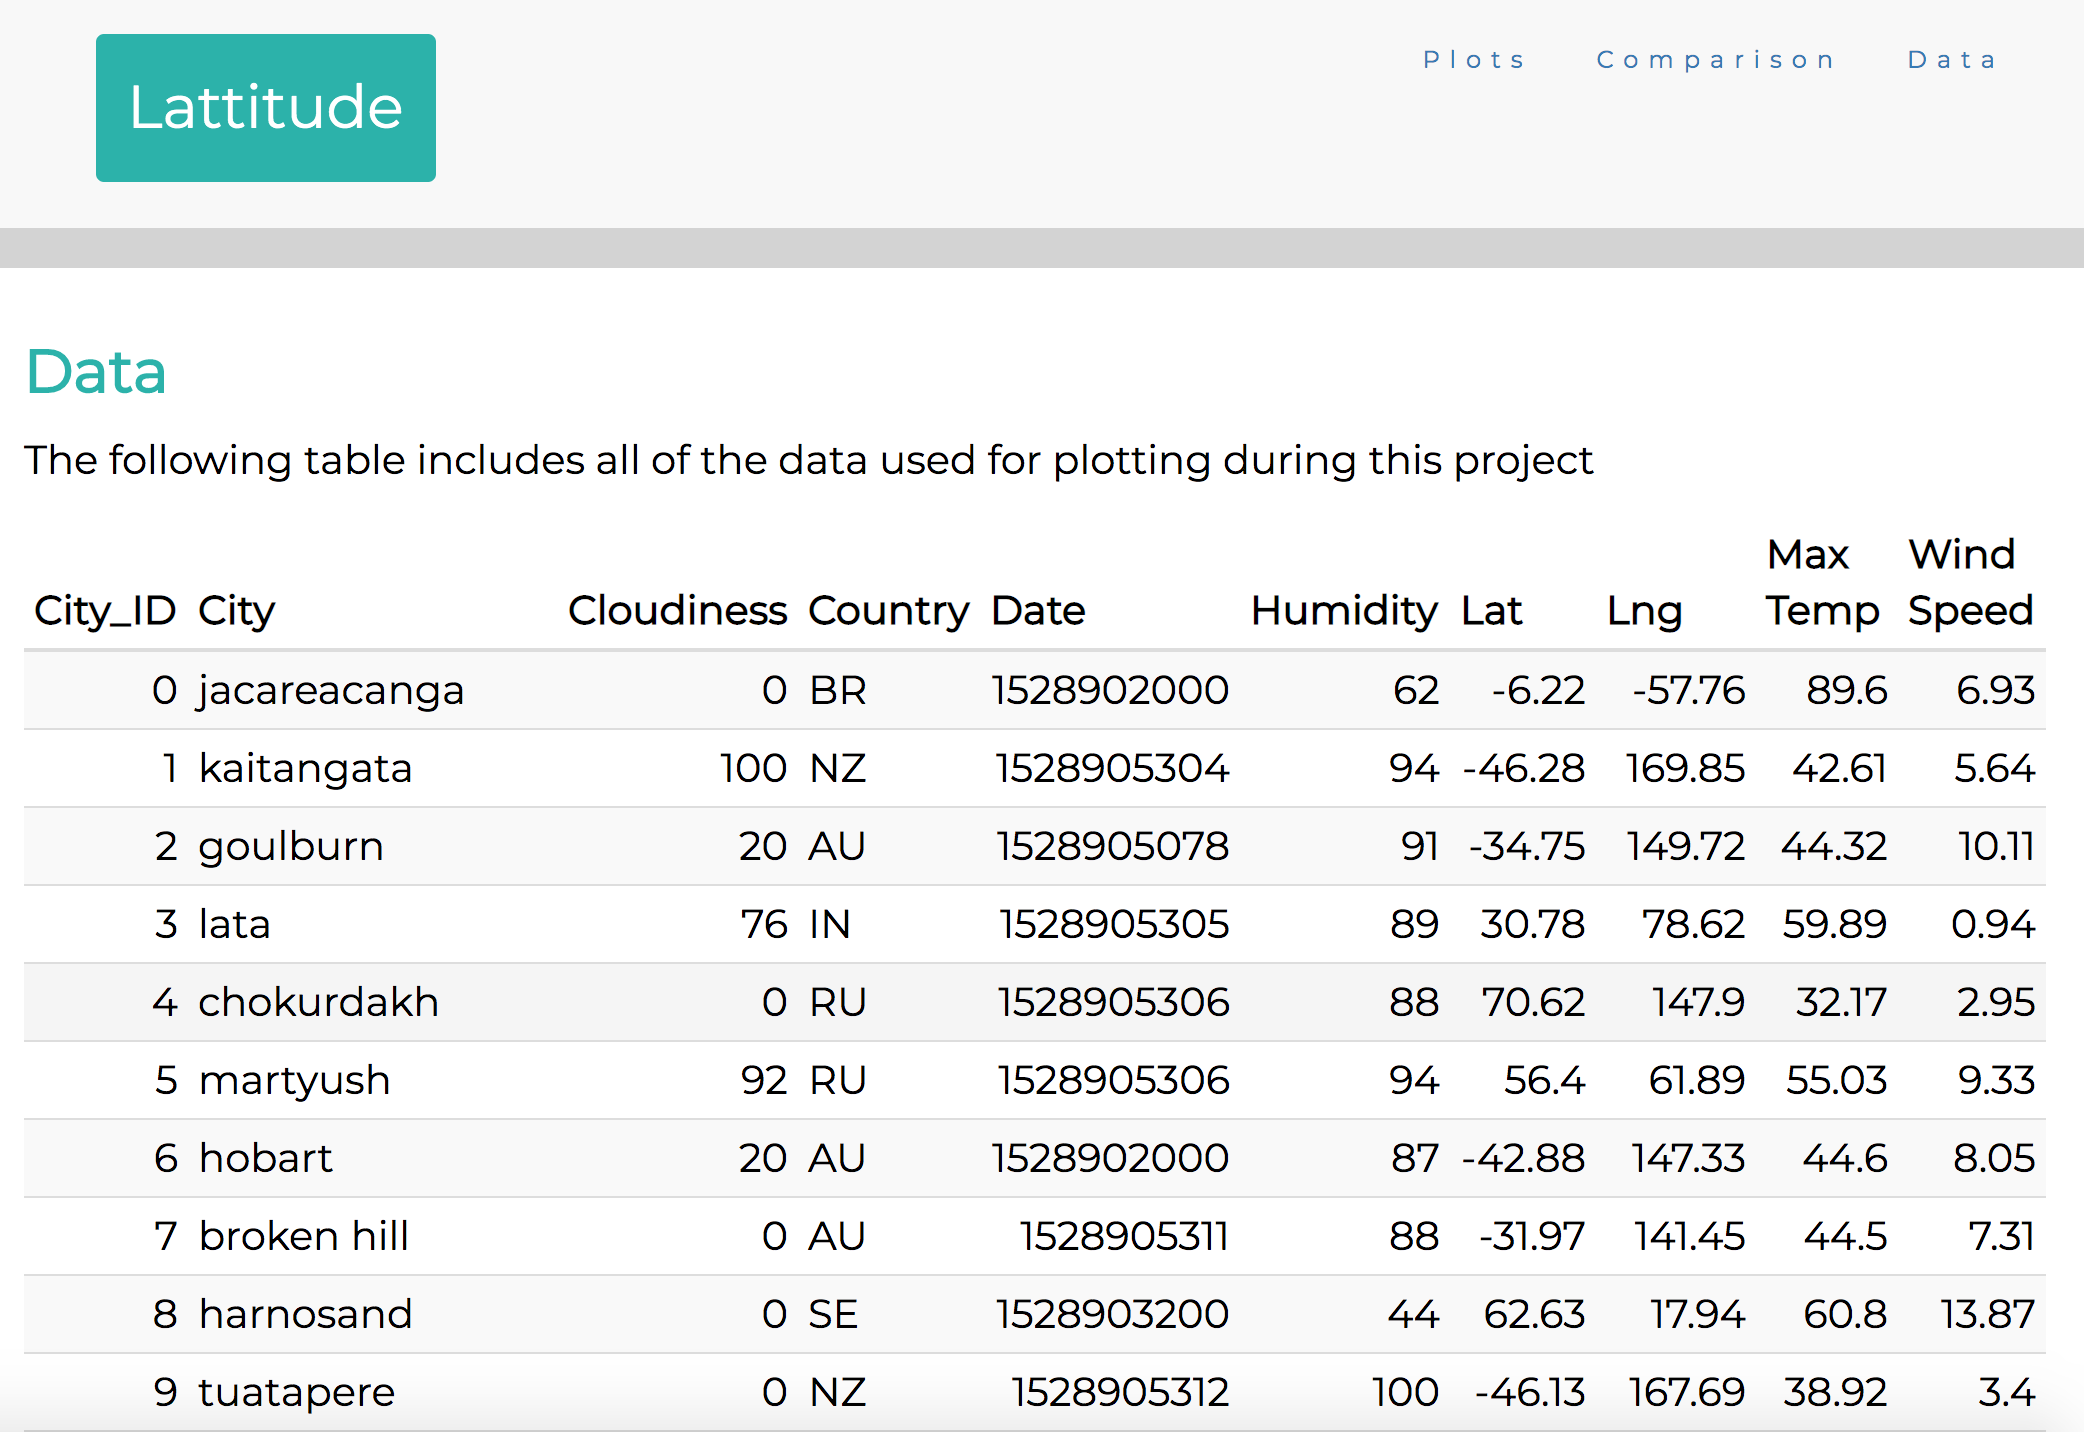 Lattitude
Plots Comparison Data
Data
The following table includes all of the data used for plotting during this project
City_ID City Cloudiness Country Date Humidity Lat Lng Max Temp Wind Speed
0 jacareacanga 0 BR 1528902000 62 -6.22 -57.76 89.6 6.93
1 kaitangata 100 NZ 1528905304 94 -46.28 169.85 42.61 5.64
2 goulburn 20 AU 1528905078 91 -34.75 149.72 44.32 10.11
3 lata 76 IN 1528905305 89 30.78 78.62 59.89 0.94
4 chokurdakh 0 RU 1528905306 88 70.62 147.9 32.17 2.95
5 martyush 92 RU 1528905306 94 56.4 61.89 55.03 9.33
6 hobart 20 AU 1528902000 87 -42.88 147.33 44.6 8.05
7 broken hill 0 AU 1528905311 88 -31.97 141.45 44.5 7.31
8 harnosand 0 SE 1528903200 44 62.63 17.94 60.8 13.87
9 tuatapere 0 NZ 1528905312 100 -46.13 167.69 38.92 3.4